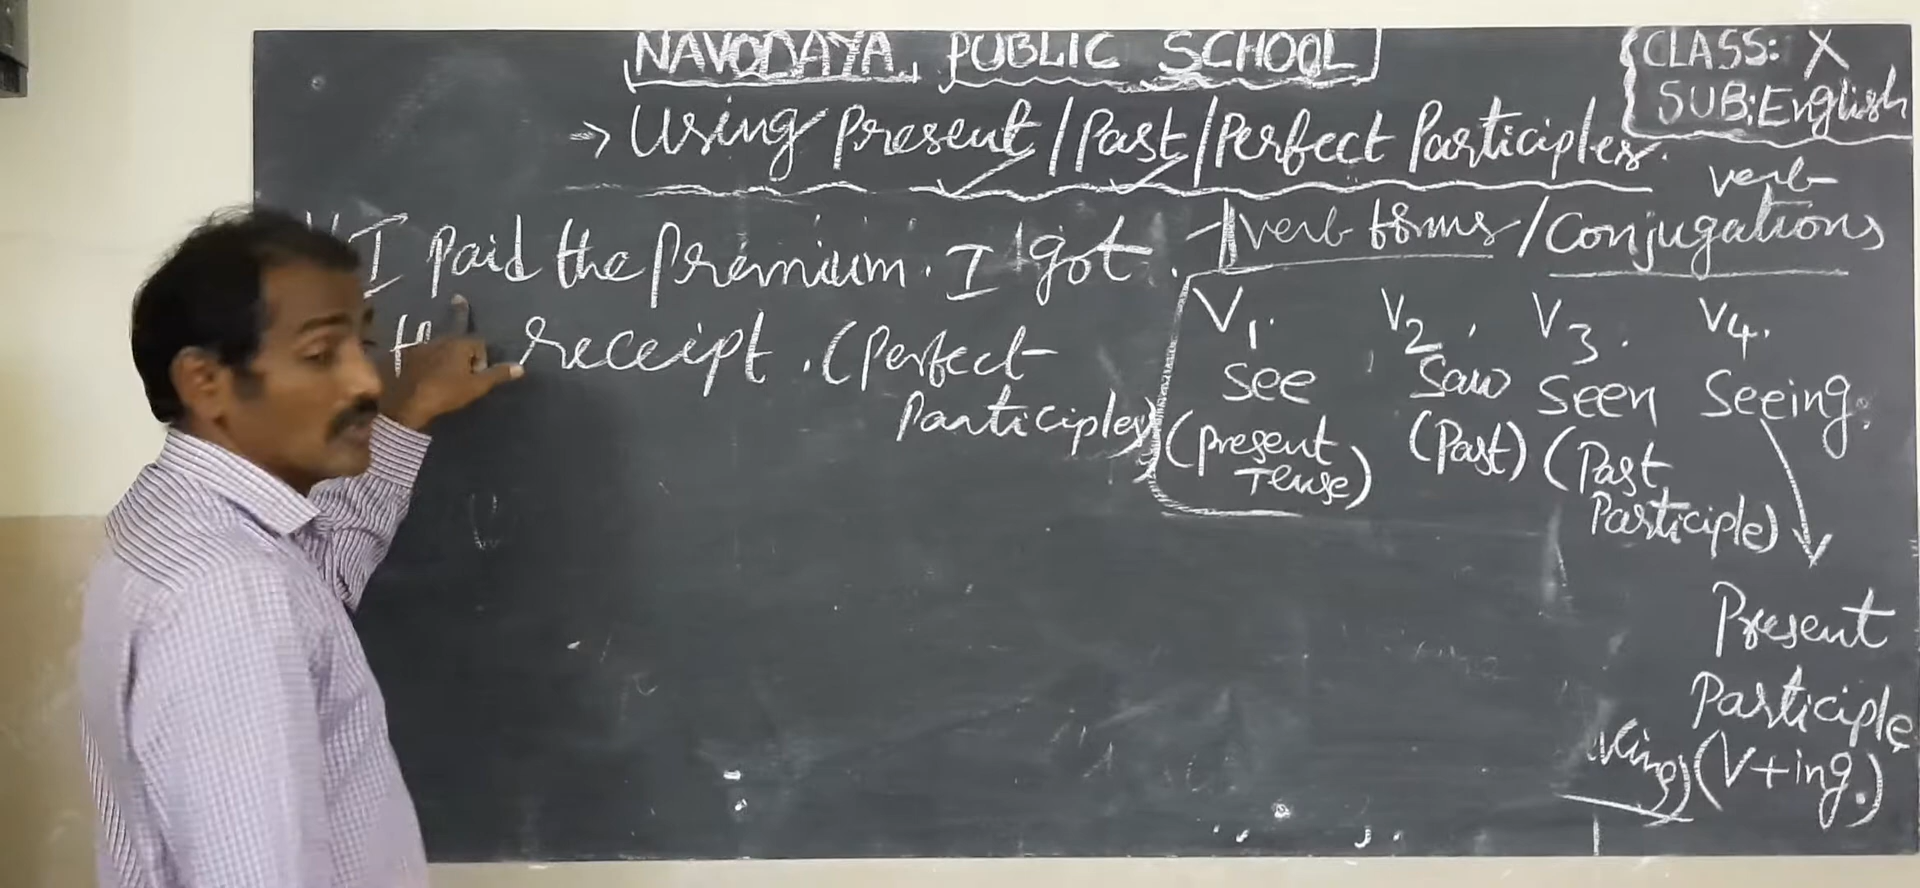 NAVODAYA PUBLIC SCHOOL
CLASS: X
SUB: English
→ Using Present / Past / Perfect Participles.
I paid the premium. I got
receipt. (Perfect
Participles)
verb
verb forms / Conjugations
V1. V2. V3. V4.
see saw seen seeing.
(Present Tense) (Past) (Past Participle)
Present
Participle
(V+ing.)